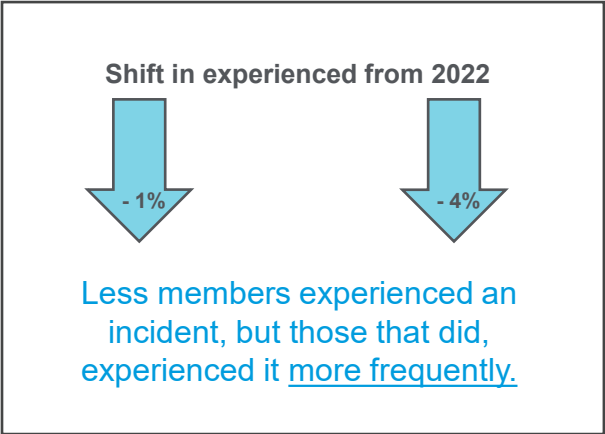 Shift in experienced from 2022
- 1%
- 4%
Less members experienced an
incident, but those that did,
experienced it more frequently.